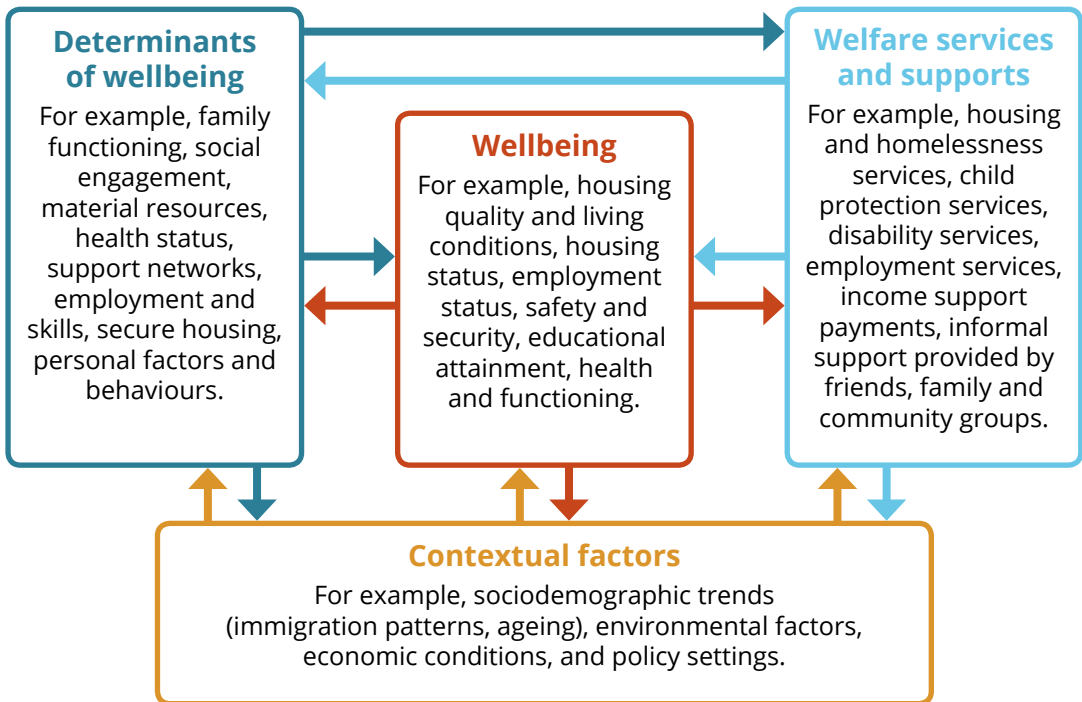 Determinants
of wellbeing
For example, family
functioning, social
engagement,
material resources,
health status,
support networks,
employment and
skills, secure housing,
personal factors and
behaviours.
Wellbeing
For example, housing
quality and living
conditions, housing
status, employment
status, safety and
security, educational
attainment, health
and functioning.
Welfare services
and supports
For example, housing
and homelessness
services, child
protection services,
disability services,
employment services,
income support
payments, informal
support provided by
friends, family and
community groups.
Contextual factors
For example, sociodemographic trends
(immigration patterns, ageing), environmental factors,
economic conditions, and policy settings.